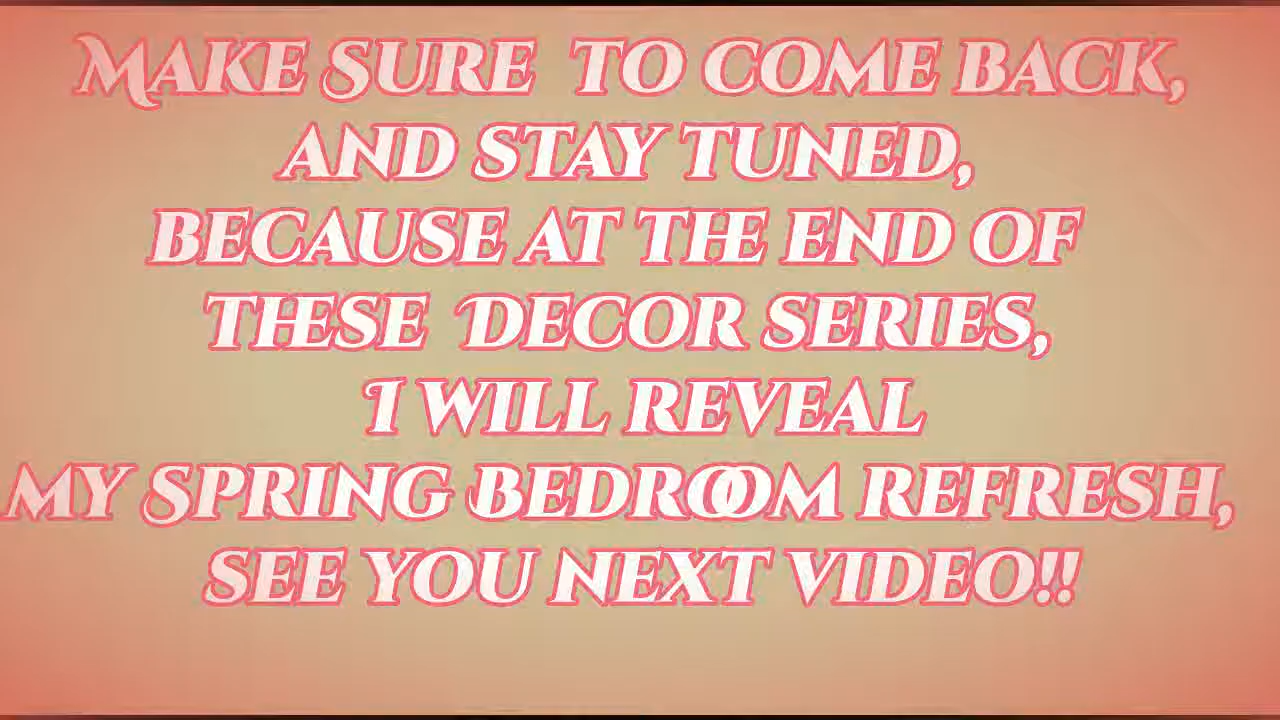 Make Sure to come back,
and stay tuned,
because at the end of
these Decor series,
I will reveal
my Spring Bedroom refresh,
see you next video!!